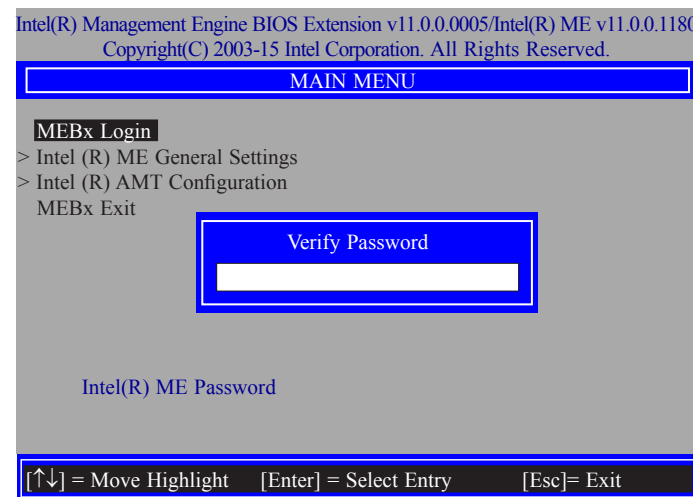 Intel(R) Management Engine BIOS Extension v11.0.0.0005/Intel(R) ME v11.0.0.1180
Copyright(C) 2003-15 Intel Corporation. All Rights Reserved.
MAIN MENU
MEBx Login
> Intel (R) ME General Settings
> Intel (R) AMT Configuration
MEBx Exit
Verify Password
Intel(R) ME Password
[↑↓] = Move Highlight [Enter] = Select Entry [Esc]= Exit